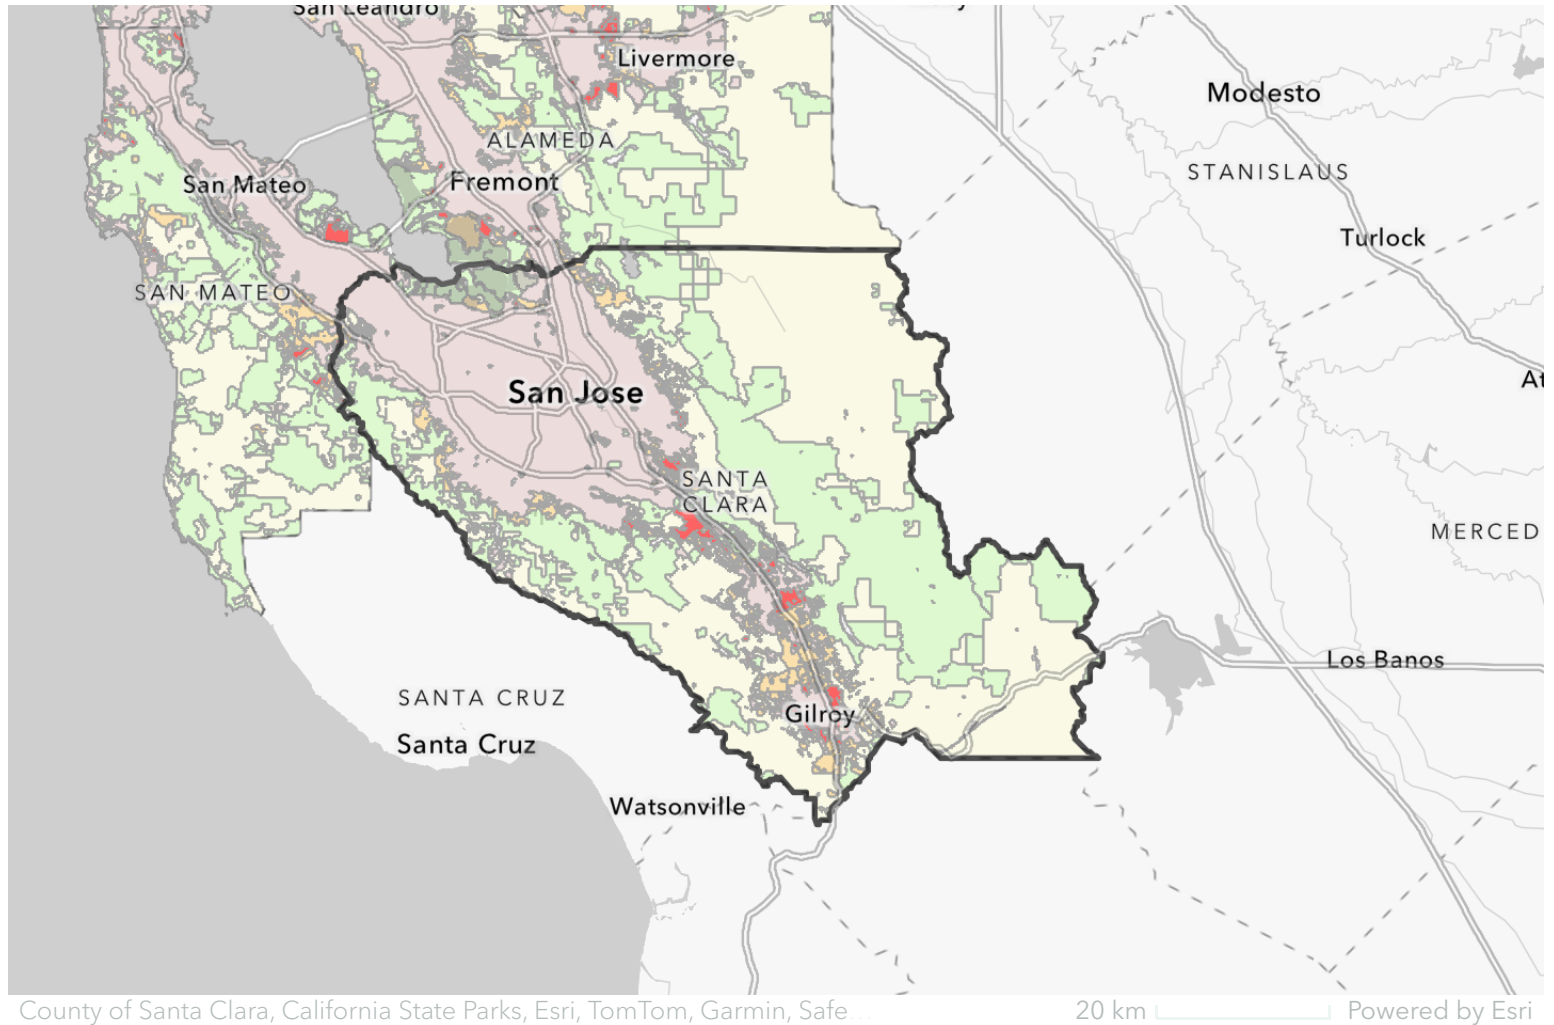 San Leandro
Livermore
Modesto
ALAMEDA
STANISLAUS
San Mateo
Fremont
Turlock
SAN MATEO
San Jose
SANTA
CLARA
MERCED
Los Banos
SANTA CRUZ
Gilroy
Santa Cruz
Watsonville
County of Santa Clara, California State Parks, Esri, TomTom, Garmin, Safe...
20 km
Powered by Esri